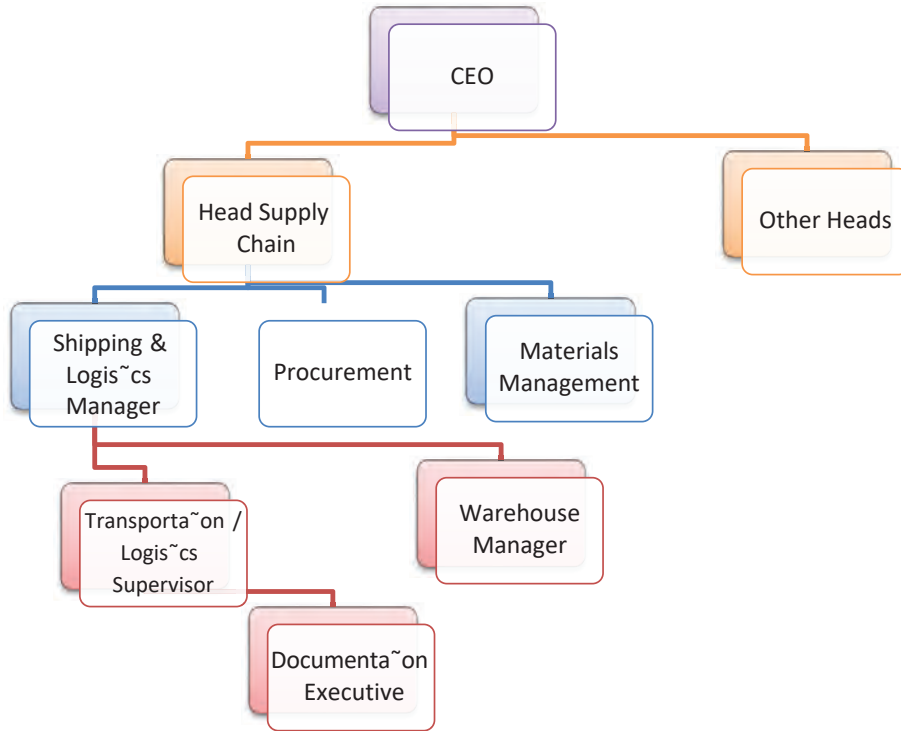 CEO
Head Supply
Chain
Other Heads
Shipping &
Logis˜cs
Manager
Procurement
Materials
Management
Transporta˜on /
Logis˜cs
Supervisor
Warehouse
Manager
Documenta˜on
Executive